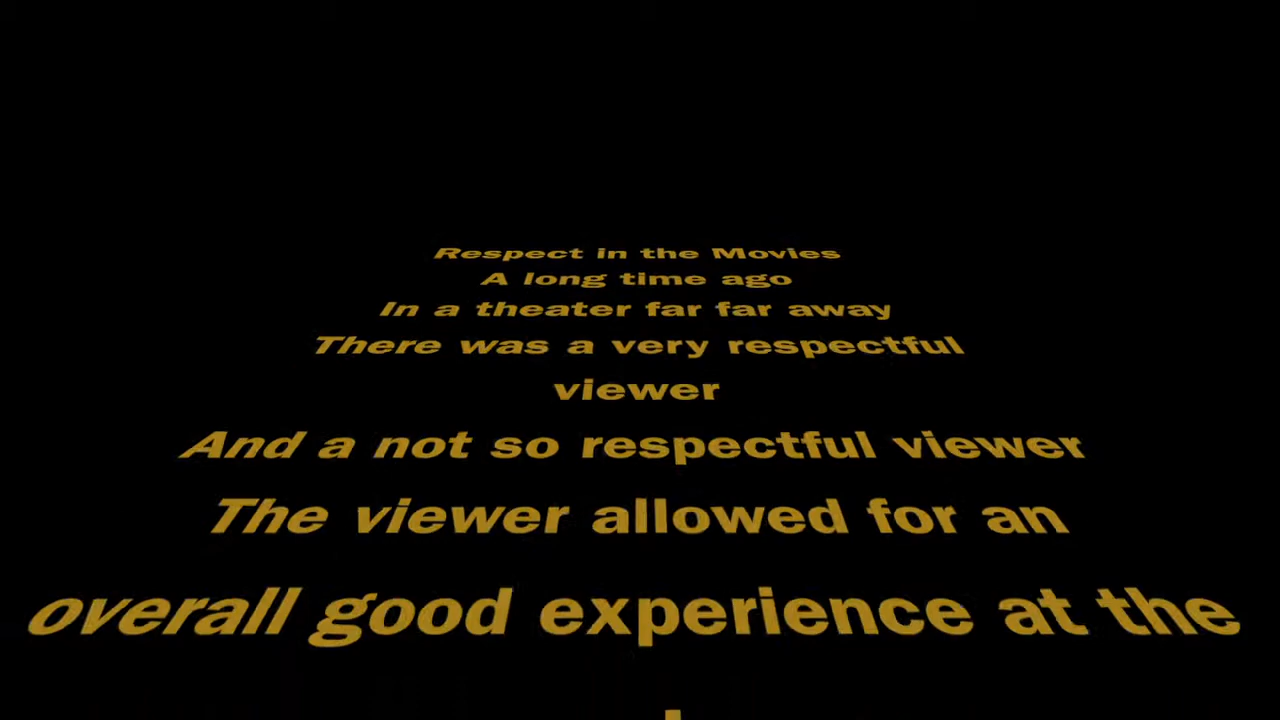 Respect in the Movies
A long time ago
In a theater far far away
There was a very respectful
viewer
And a not so respectful viewer
The viewer allowed for an
overall good experience at the